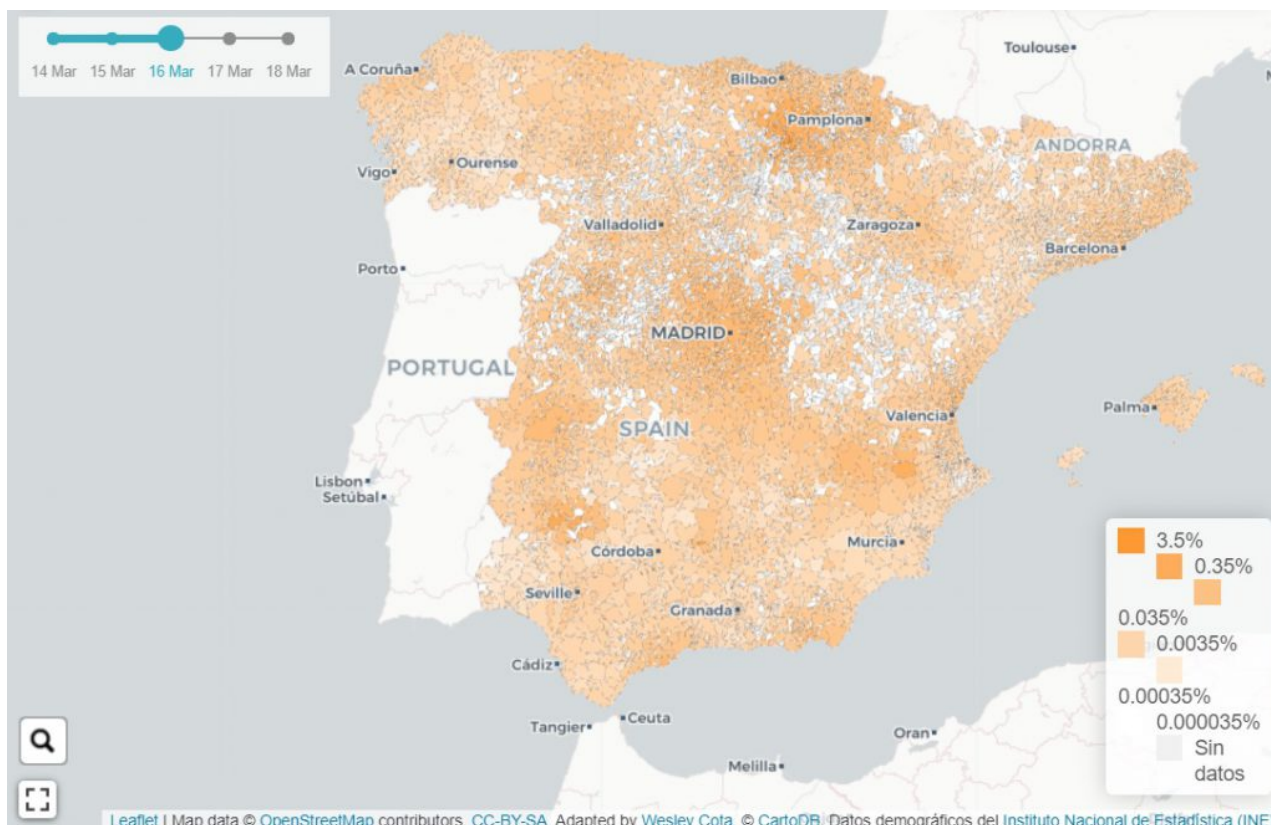 14 Mar 15 Mar 16 Mar 17 Mar 18 Mar
Toulouse
A Coruña
Bilbao
Pamplona
ANDORRA
Ourense
Vigo
Valladolid
Zaragoza
Barcelona
Porto
MADRID
PORTUGAL
SPAIN
Valencia
Palma
Lisbon
Setúbal
Córdoba
Murcia
Seville
Granada
Cádiz
Tangier
Ceuta
Oran
Melilla
3.5%
0.35%
0.035%
0.0035%
0.00035%
0.000035%
Sin
datos
Leaflet | Map data © OpenStreetMap contributors, CC-BY-SA, Adapted by Wesley Cota, © CartoDB, Datos demográficos del Instituto Nacional de Estadística (INE